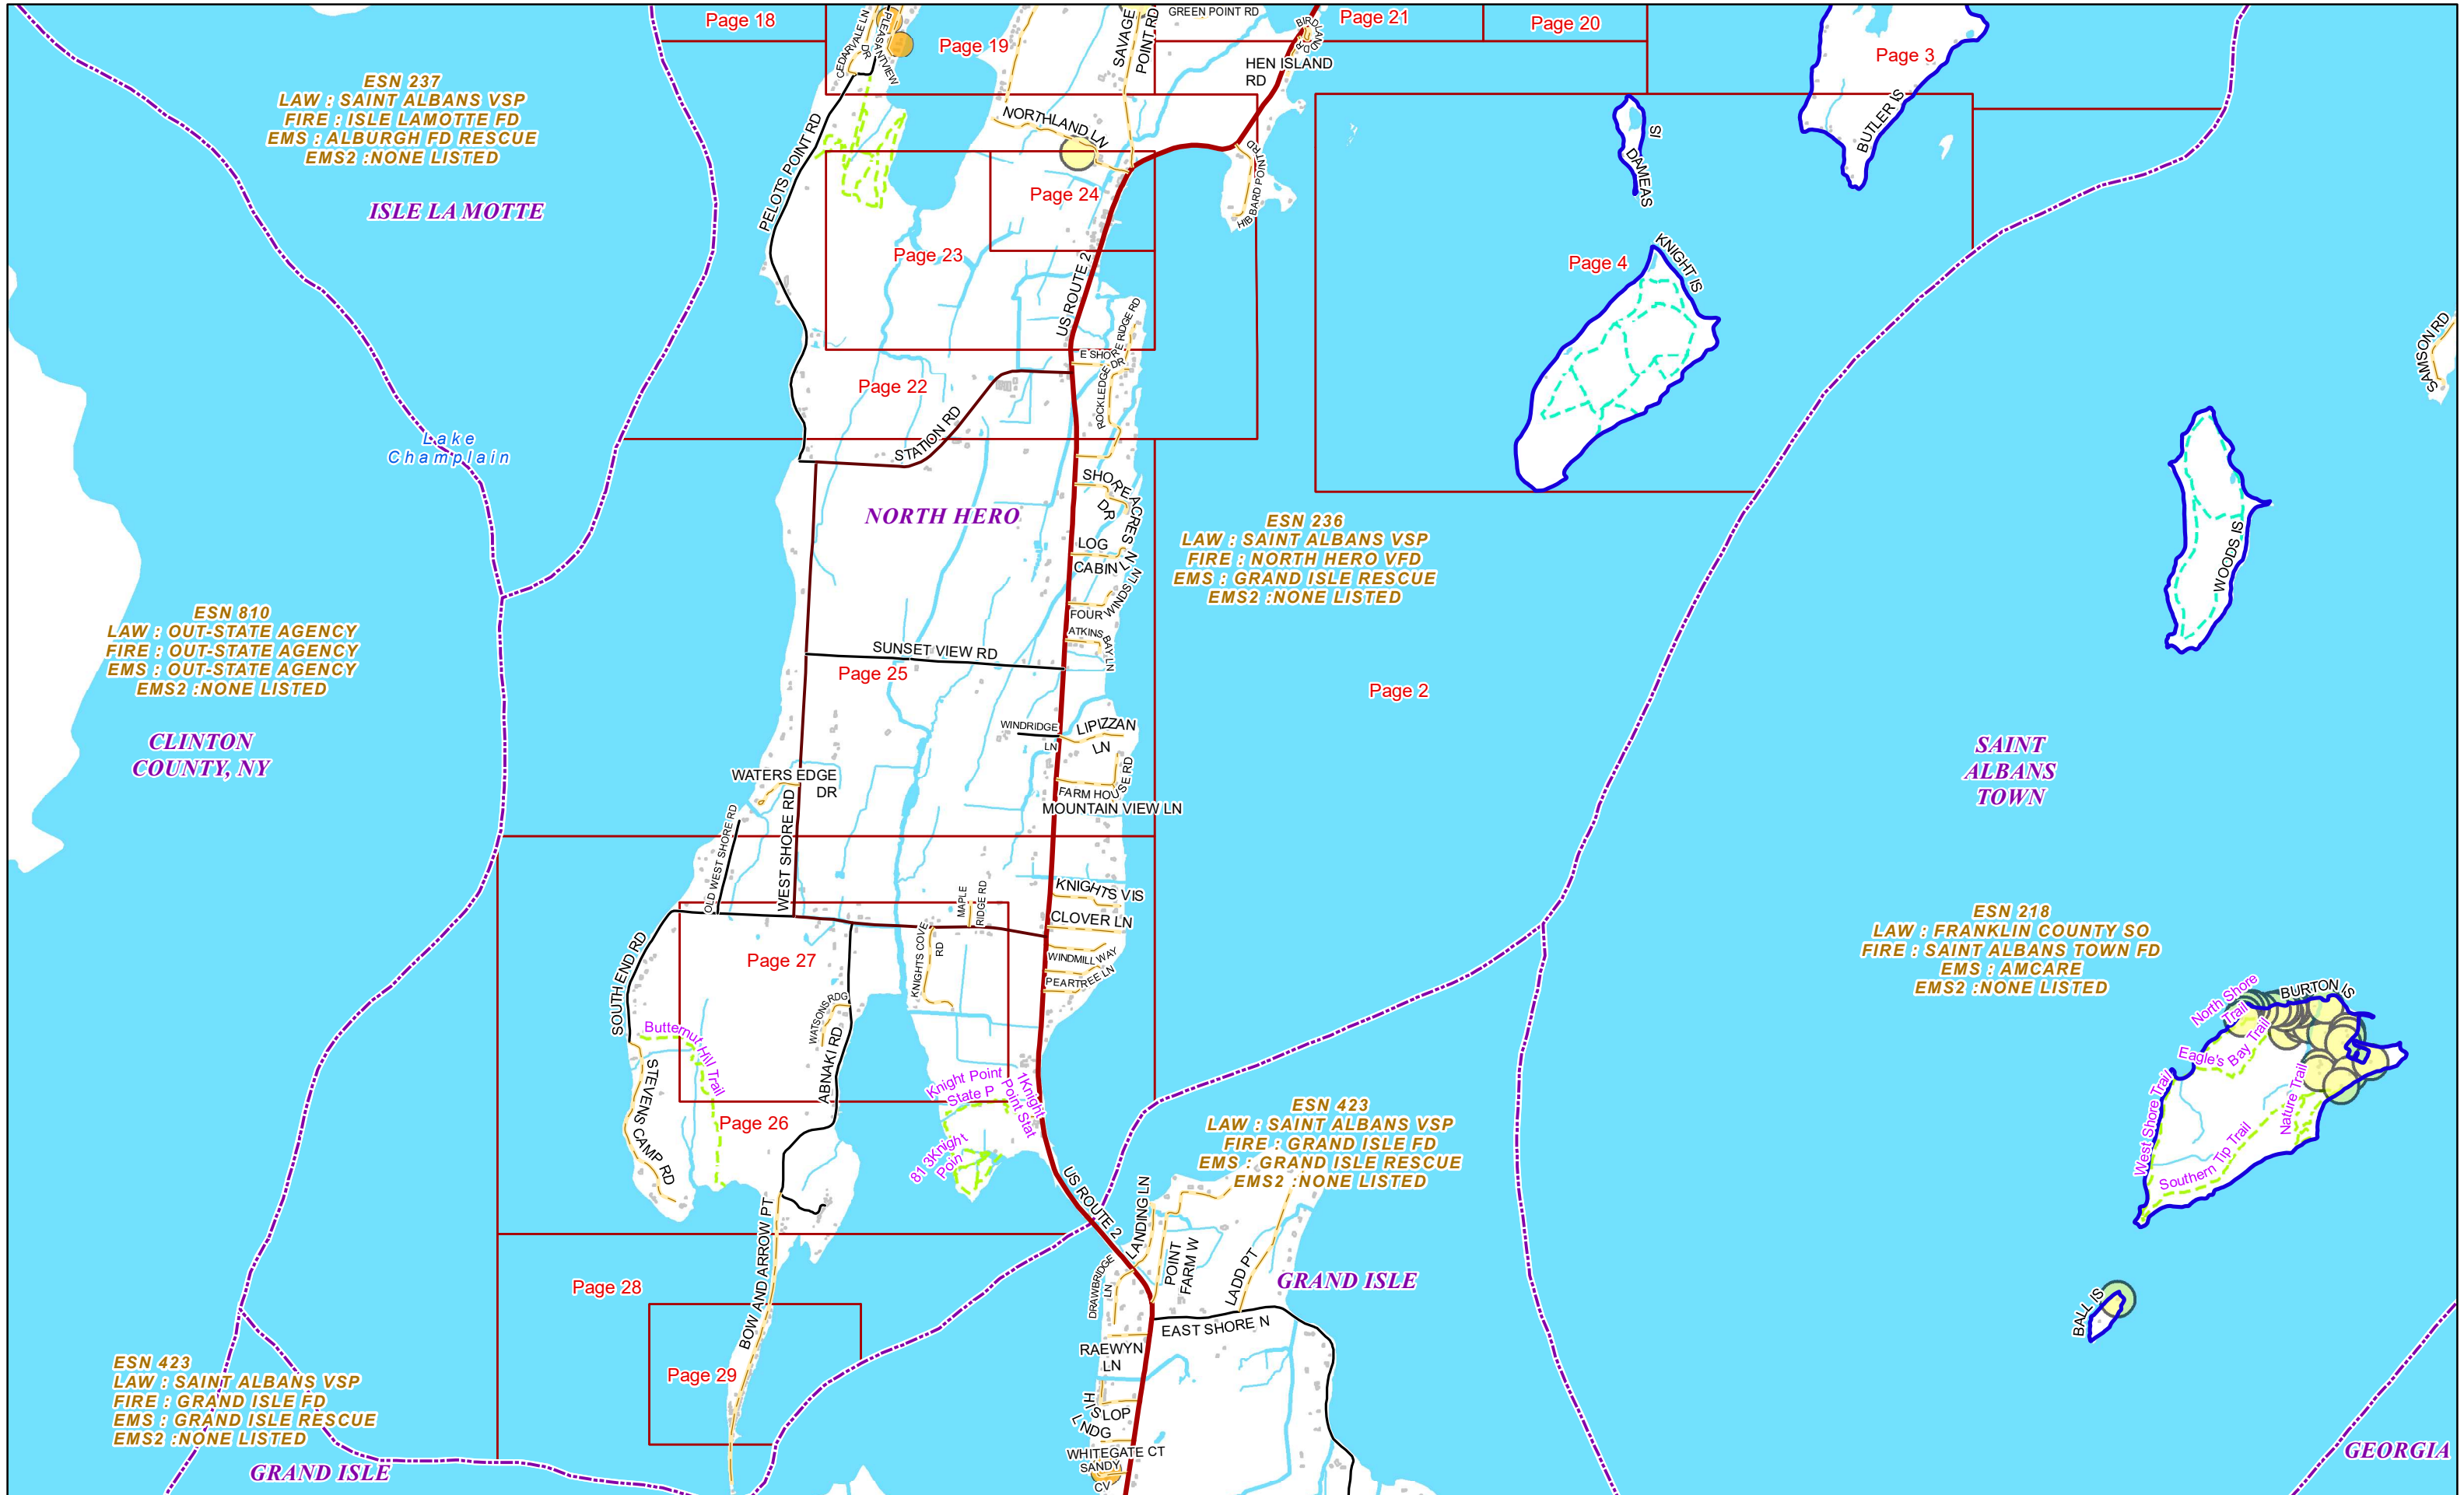 Page 18
Page 19
Page 21
Page 20
Page 3
CEDARVALE LN
PLEASANTVIEW
DR
SAVAGE
POINT RD
GREEN POINT RD
BIRDLAND
DR
HEN ISLAND
RD
ESN 237
LAW : SAINT ALBANS VSP
FIRE : ISLE LAMOTTE FD
EMS : ALBURGH FD RESCUE
EMS2 :NONE LISTED
ISLE LA MOTTE
PELOTS POINT RD
NORTHLAND LN
Page 24
HIBBARD POINT RD
DAMEAS
IS
BUTLER IS
Page 23
US ROUTE 2
Page 4
KNIGHT IS
E SHORE RIDGE RD
ROCKLEDGE DR
Page 22
STATION RD
SAMSON RD
Lake
Champlain
NORTH HERO
SHORE ACRES
DR
LOG
CABIN LN
FOUR WINDS LN
ATKINS
BAY LN
ESN 236
LAW : SAINT ALBANS VSP
FIRE : NORTH HERO VFD
EMS : GRAND ISLE RESCUE
EMS2 :NONE LISTED
WOODS IS
ESN 810
LAW : OUT-STATE AGENCY
FIRE : OUT-STATE AGENCY
EMS : OUT-STATE AGENCY
EMS2 :NONE LISTED
CLINTON
COUNTY, NY
SUNSET VIEW RD
Page 25
Page 2
WINDRIDGE
LN
LIPIZZAN
LN
WATERS EDGE
DR
FARM HOUSE RD
MOUNTAIN VIEW LN
SAINT
ALBANS
TOWN
OLD WEST SHORE RD
WEST SHORE RD
MAPLE
RIDGE RD
KNIGHTS VIS
CLOVER LN
WINDMILL WAY
PEARTREE LN
KNIGHTS COVE
RD
Page 27
SOUTH END RD
WATSONS RDG
ABNAKI RD
Butternut Hill Trail
STEVENS CAMP RD
Page 26
Knight Point
State P
1Knight
Point Stat
813Knight
Poin
ESN 218
LAW : FRANKLIN COUNTY SO
FIRE : SAINT ALBANS TOWN FD
EMS : AMCARE
EMS2 :NONE LISTED
North Shore
Trail
BURTON IS
Eagle's
Bay Trail
West Shore Trail
Nature Trail
Southern Tip Trail
ESN 423
LAW : SAINT ALBANS VSP
FIRE : GRAND ISLE FD
EMS : GRAND ISLE RESCUE
EMS2 :NONE LISTED
US ROUTE 2
LANDING LN
BOW AND ARROW PT
DRAWBRIDGE
LN
POINT
FARM W
LADD PT
GRAND ISLE
Page 28
EAST SHORE N
BALL IS
RAEWYN
LN
Page 29
HISLOP
LNDG
WHITEGATE CT
SANDY
CV
ESN 423
LAW : SAINT ALBANS VSP
FIRE : GRAND ISLE FD
EMS : GRAND ISLE RESCUE
EMS2 :NONE LISTED
GRAND ISLE
GEORGIA